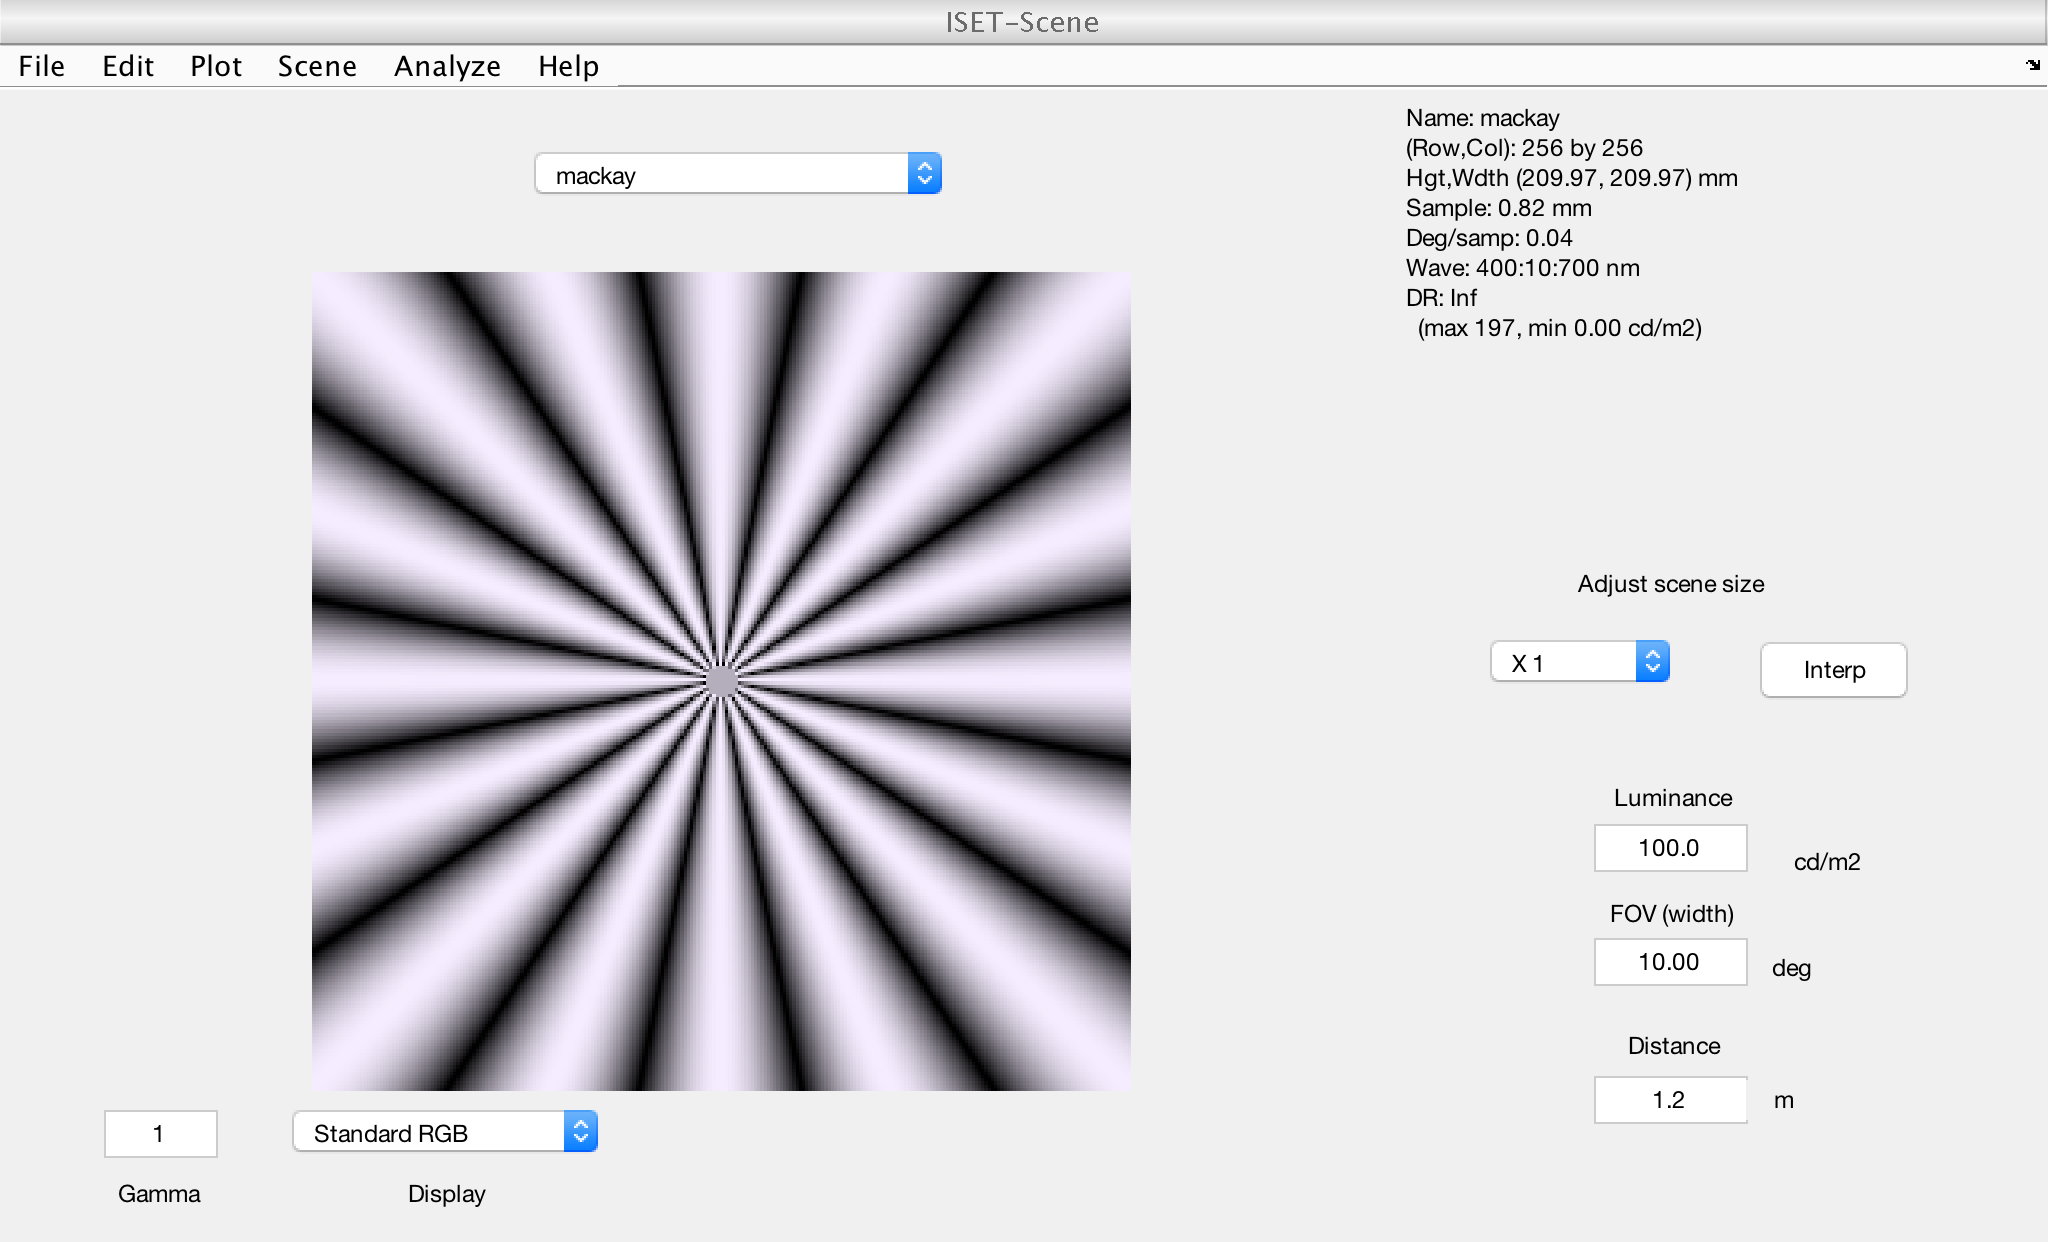 ISET-Scene
File Edit Plot Scene Analyze Help
mackay
Name: mackay
(Row,Col): 256 by 256
Hgt,Wdth (209.97, 209.97) mm
Sample: 0.82 mm
Deg/samp: 0.04
Wave: 400:10:700 nm
DR: Inf
(max 197, min 0.00 cd/m2)
Adjust scene size
X 1
Interp
Luminance
100.0 cd/m2
FOV (width)
10.00 deg
Distance
1.2 m
1
Standard RGB
Gamma
Display